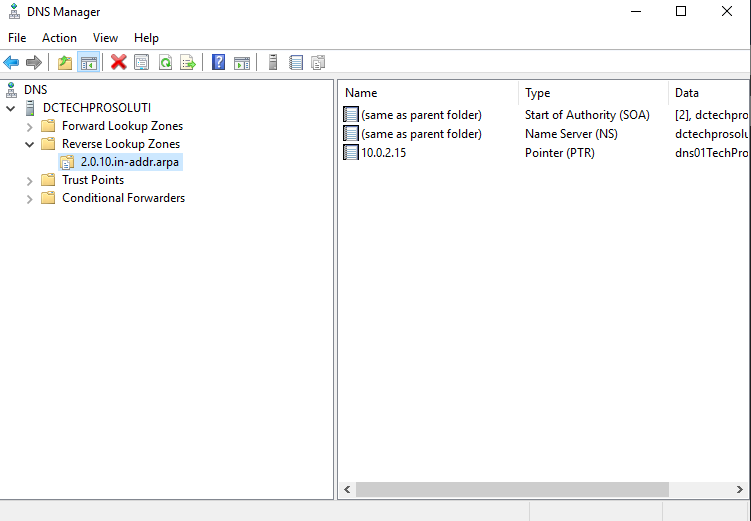 DNS Manager
File Action View Help
DNS
DCTECHPROSOLUTI
Forward Lookup Zones
Reverse Lookup Zones
2.0.10.in-addr.arpa
Trust Points
Conditional Forwarders
Name Type Data
(same as parent folder) Start of Authority (SOA) [2], dctechpro
(same as parent folder) Name Server (NS) dctechprosolu
10.0.2.15 Pointer (PTR) dns01TechPro